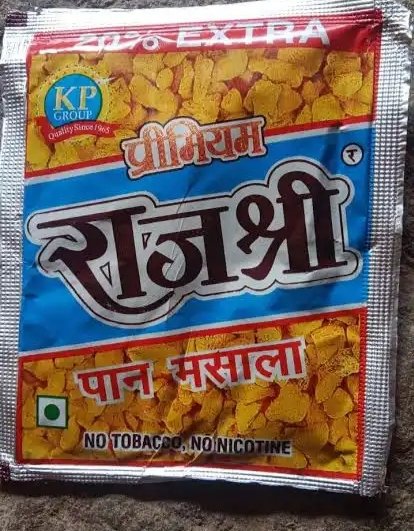 20% EXTRA
KP
GROUP
Quality Since 1965
प्रीमियम
₹
राजश्री
पान मसाला
NO TOBACCO, NO NICOTINE